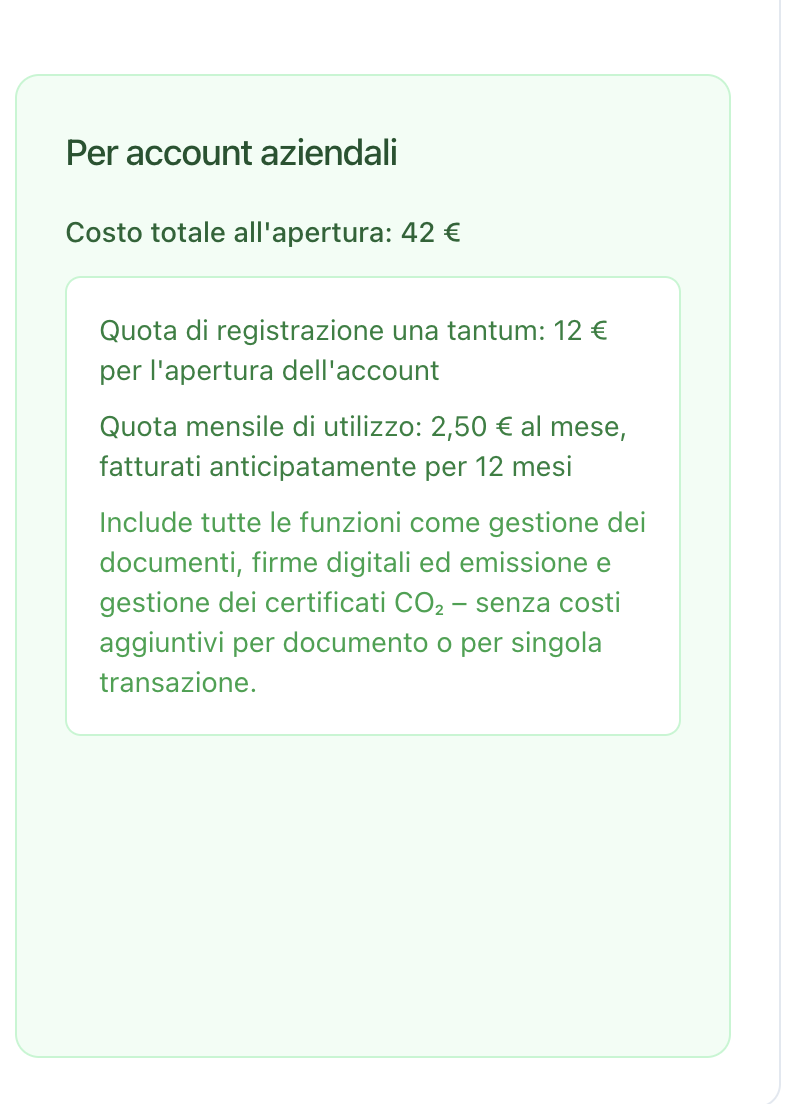 Per account aziendali
Costo totale all'apertura: 42 €
Quota di registrazione una tantum: 12 €
per l'apertura dell'account
Quota mensile di utilizzo: 2,50 € al mese,
fatturati anticipatamente per 12 mesi
Include tutte le funzioni come gestione dei
documenti, firme digitali ed emissione e
gestione dei certificati CO₂ – senza costi
aggiuntivi per documento o per singola
transazione.